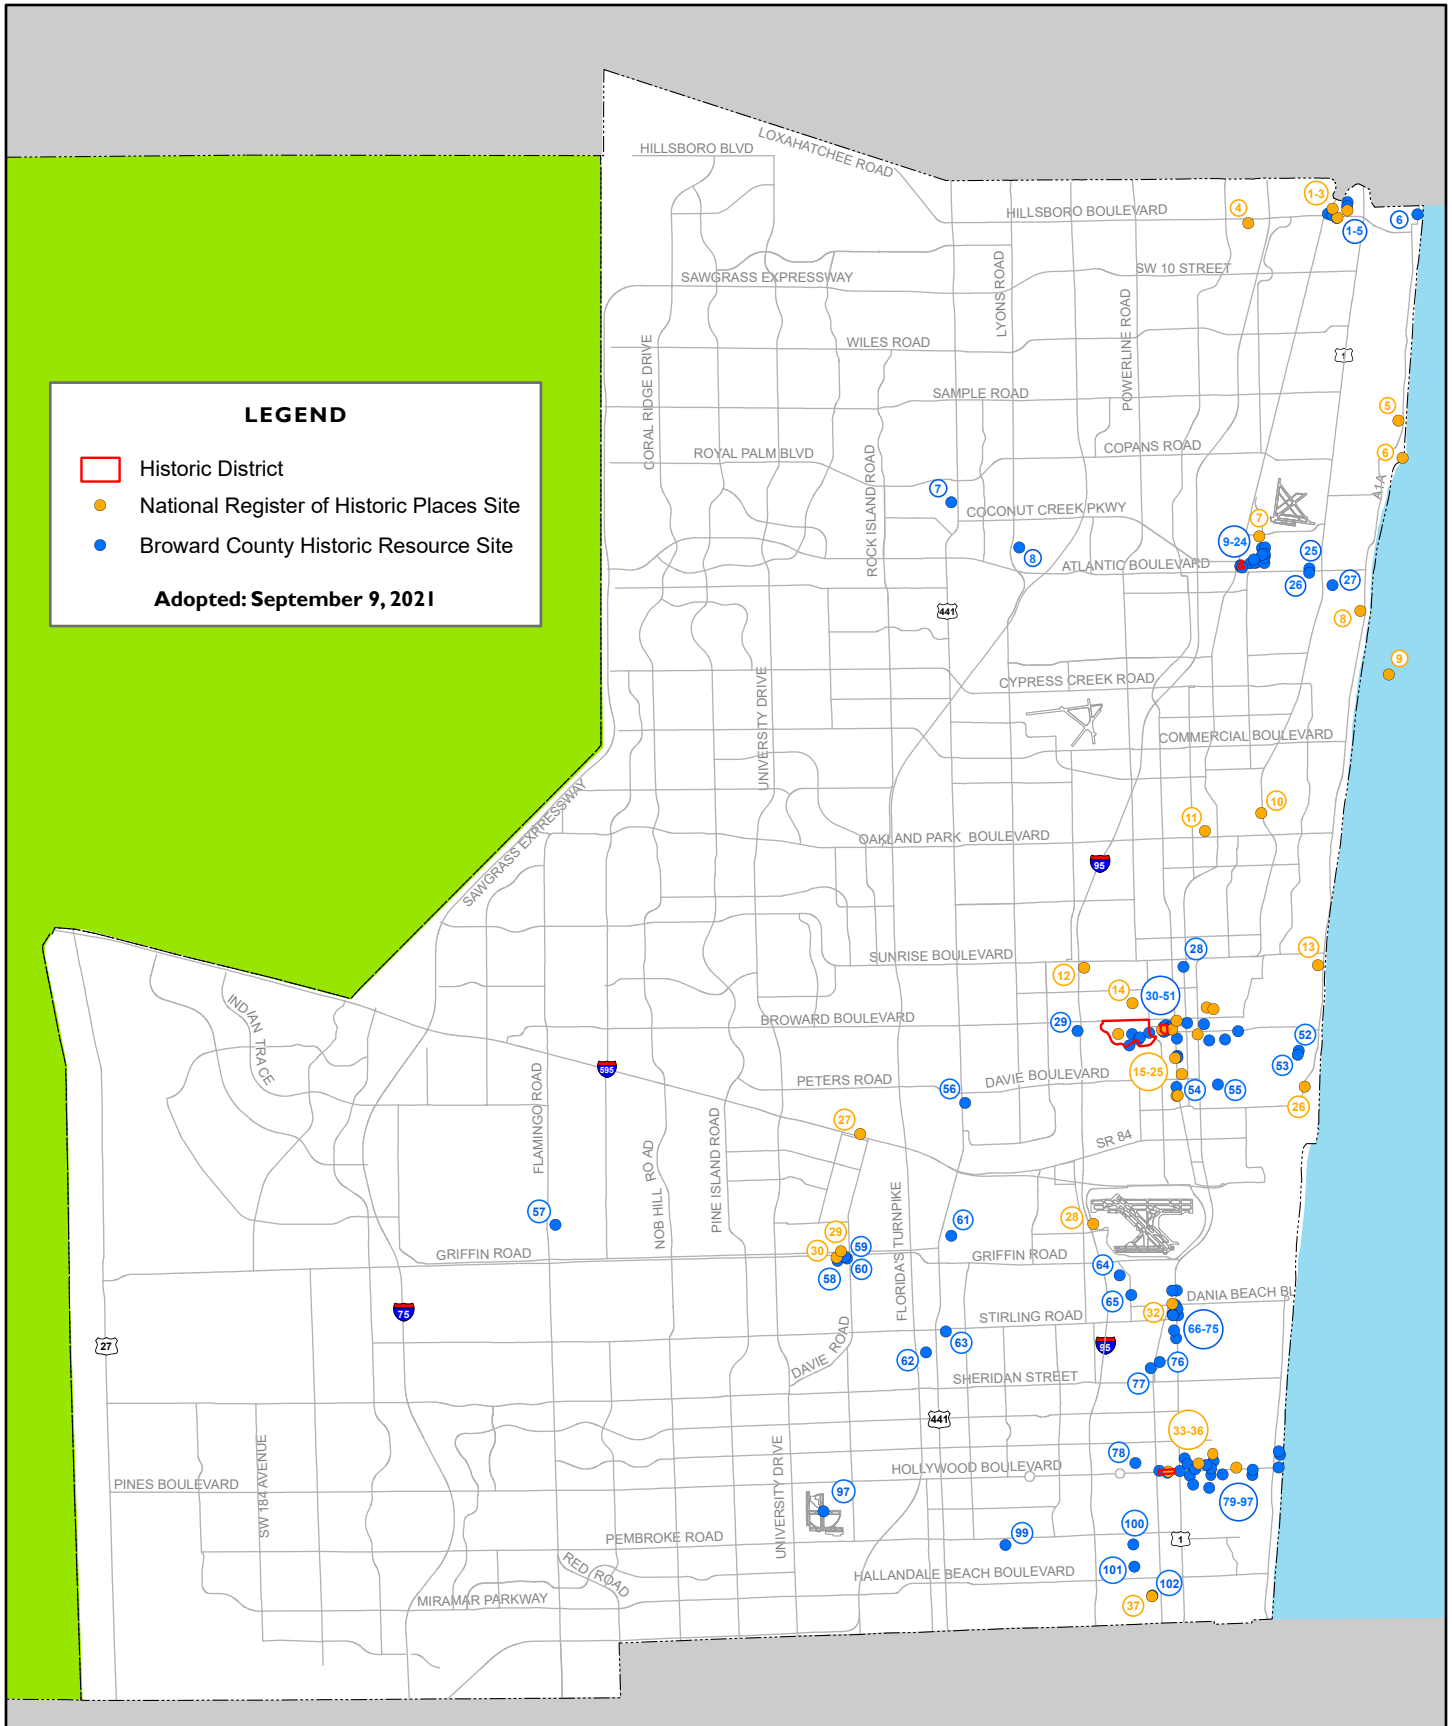 LOXAHATCHEE ROAD
HILLSBORO BLVD
1-3
4
HILLSBORO BOULEVARD
6
1-5
SW 10 STREET
SAWGRASS EXPRESSWAY
LYONS ROAD
POWERLINE ROAD
WILES ROAD
1
CORAL RIDGE DRIVE
SAMPLE ROAD
5
LEGEND
Historic District
National Register of Historic Places Site
Broward County Historic Resource Site
Adopted: September 9, 2021
COPANS ROAD
ROYAL PALM BLVD
6
ROCK ISLAND ROAD
A1A
7
COCONUT CREEK PKWY
7
9-24
25
8
ATLANTIC BOULEVARD
26
27
441
8
9
CYPRESS CREEK ROAD
UNIVERSITY DRIVE
COMMERCIAL BOULEVARD
SAWGRASS EXPRESSWAY
10
11
OAKLAND PARK BOULEVARD
95
28
13
SUNRISE BOULEVARD
12
14
30-51
INDIAN TRACE
BROWARD BOULEVARD
29
52
53
595
FLAMINGO ROAD
PETERS ROAD
DAVIE BOULEVARD
15-25
56
54
55
26
27
PINE ISLAND ROAD
SR 84
NOB HILL RO AD
FLORIDA'S TURNPIKE
57
61
28
29
59
30
GRIFFIN ROAD
GRIFFIN ROAD
58
60
64
65
DANIA BEACH BL
75
32
STIRLING ROAD
66-75
27
DAVIE ROAD
63
62
95
76
SHERIDAN STREET
77
441
33-36
SW 184 AVENUE
UNIVERSITY DRIVE
78
HOLLYWOOD BOULEVARD
PINES BOULEVARD
97
79-97
99
100
PEMBROKE ROAD
1
RED ROAD
101
HALLANDALE BEACH BOULEVARD
102
MIRAMAR PARKWAY
37